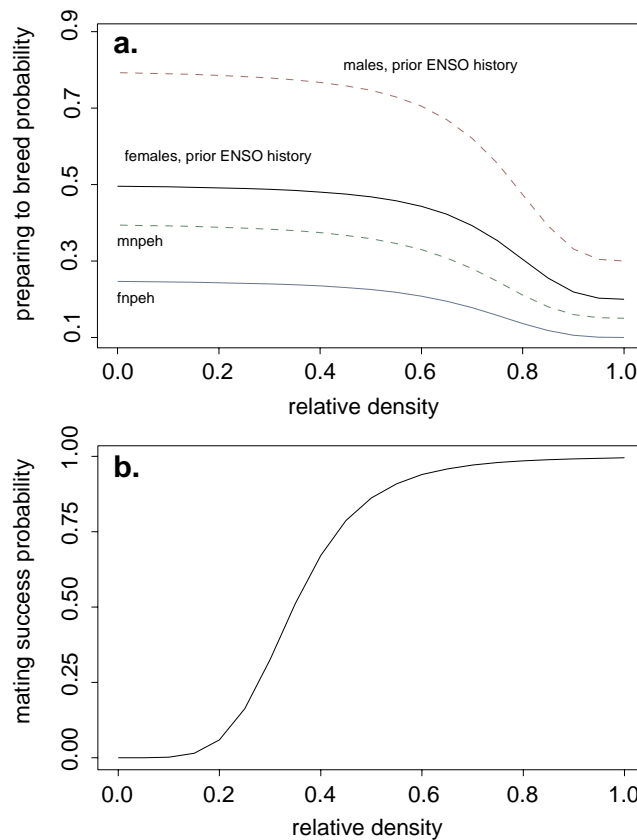 a.
males, prior ENSO history
females, prior ENSO history
mnpeh
fnpeh
preparing to breed probability
0.9
0.7
0.5
0.3
0.1
0.0 0.2 0.4 0.6 0.8 1.0
relative density
b.
mating success probability
1.00
0.75
0.50
0.25
0.00
0.0 0.2 0.4 0.6 0.8 1.0
relative density